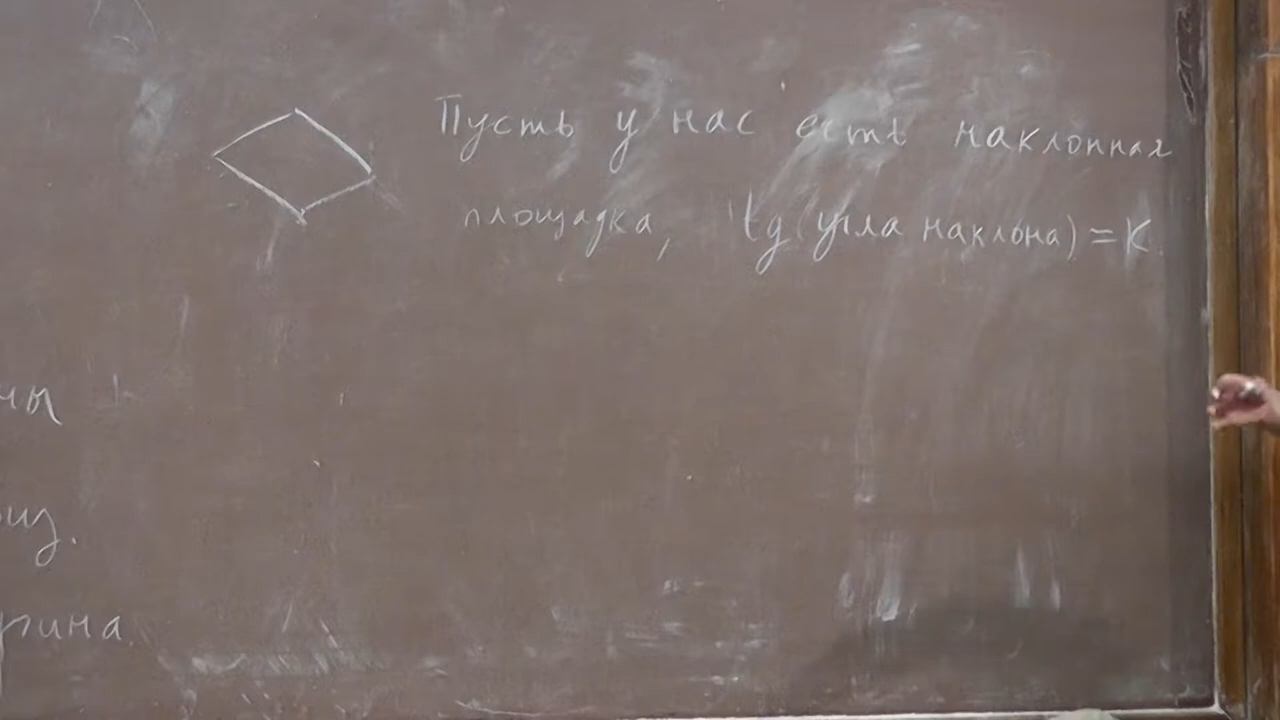 Пусть у нас есть наклонная
площадка, tg (угла наклона) = K.